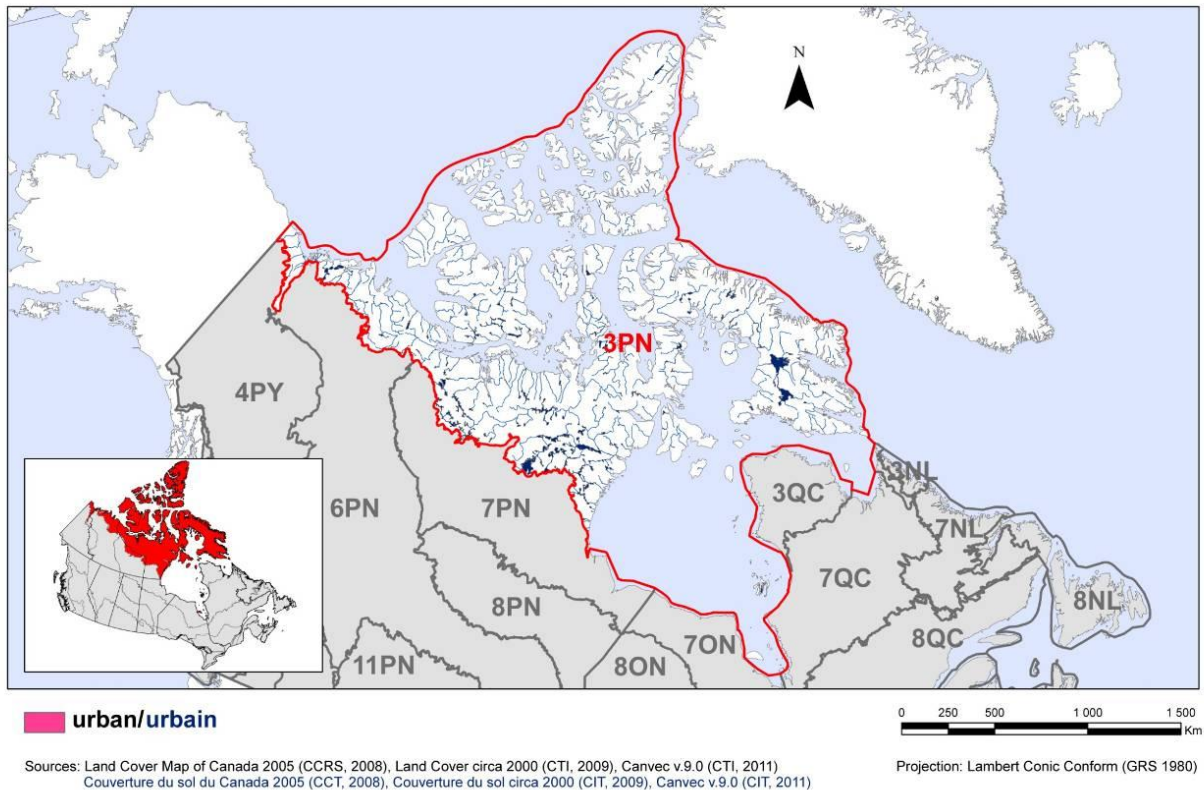 N
3PN
4PY
3QC
3NL
6PN
7PN
7NL
7QC
8NL
8PN
8QC
7ON
11PN
8ON
urban/urbain
0 250 500 1 000 1 500
Km
Sources: Land Cover Map of Canada 2005 (CCRS, 2008), Land Cover circa 2000 (CTI, 2009), Canvec v.9.0 (CTI, 2011)
Projection: Lambert Conic Conform (GRS 1980)
Couverture du sol du Canada 2005 (CCT, 2008), Couverture du sol circa 2000 (CIT, 2009), Canvec v.9.0 (CIT, 2011)